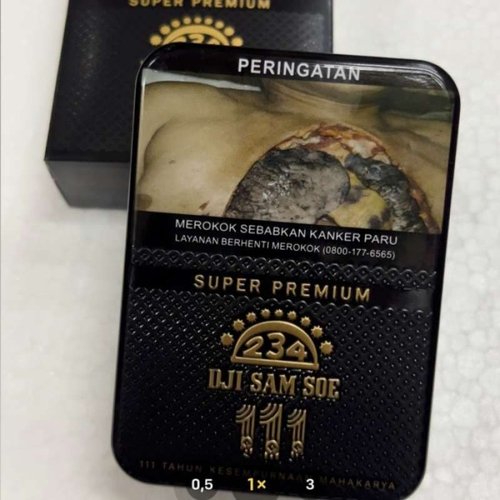 SUPER PREMIUM
234
PERINGATAN
MEROKOK SEBABKAN KANKER PARU
LAYANAN BERHENTI MEROKOK (0800-177-6565)
SUPER PREMIUM
234
DJI SAM SOE
111
111 TAHUN KESEMPURNAAN MAHAKARYA
0,5 1× 3